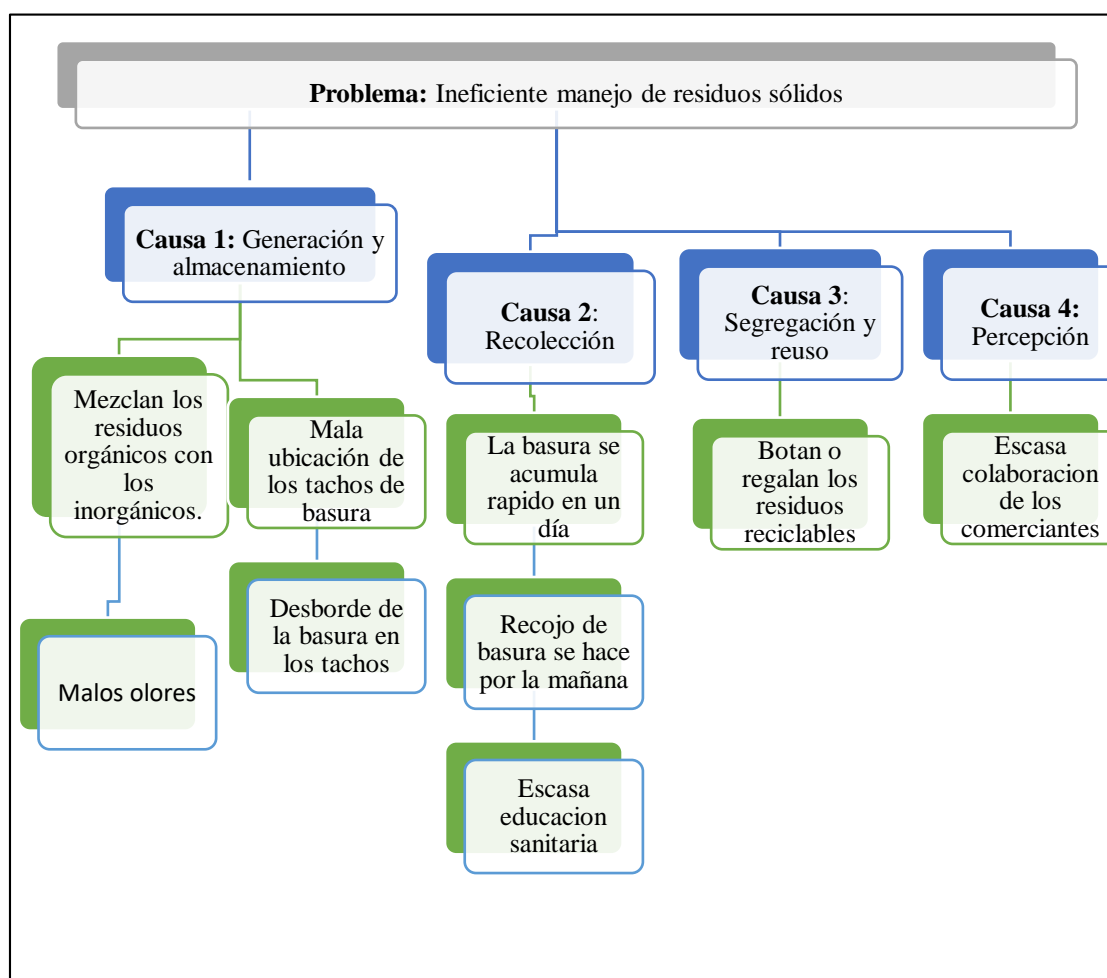 Problema: Ineficiente manejo de residuos sólidos
Causa 1: Generación y
almacenamiento
Mezclan los
residuos
orgánicos con
los
inorgánicos.
Malos olores
Mala
ubicación de
los tachos de
basura
Desborde de
la basura en
los tachos
Causa 2:
Recolección
La basura se
acumula
rapido en un
día
Recojo de
basura se hace
por la mañana
Escasa
educacion
sanitaria
Causa 3:
Segregación y
reuso
Botan o
regalan los
residuos
reciclables
Causa 4:
Percepción
Escasa
colaboracion
de los
comerciantes